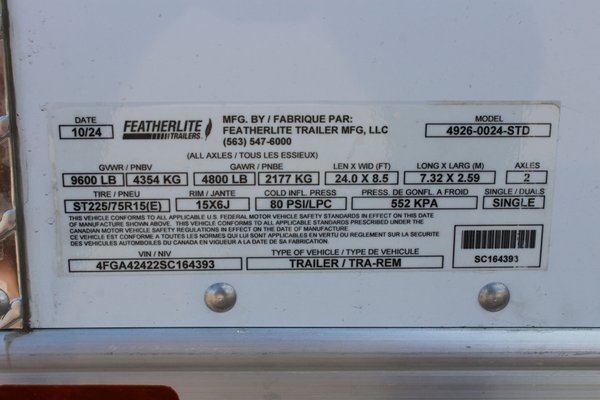 DATE
10/24
FEATHERLITE
TRAILERS
MFG. BY / FABRIQUE PAR:
FEATHERLITE TRAILER MFG, LLC
(563) 547-6000
MODEL
4926-0024-STD
(ALL AXLES / TOUS LES ESSIEUX)
GVWR / PNBV GAWR / PNBE LEN X WID (FT) LONG X LARG (M) AXLES
9600 LB 4354 KG 4800 LB 2177 KG 24.0 X 8.5 7.32 X 2.59 2
TIRE / PNEU RIM / JANTE COLD INFL. PRESS PRESS. DE GONFL. A FROID SINGLE / DUALS
ST225/75R15(E) 15X6J 80 PSI/LPC 552 KPA SINGLE
THIS VEHICLE CONFORMS TO ALL APPLICABLE U.S. FEDERAL MOTOR VEHICLE SAFETY STANDARDS IN EFFECT ON THE DATE OF
MANUFACTURE SHOWN ABOVE. THIS VEHICLE CONFORMS TO ALL APPLICABLE STANDARDS PRESCRIBED UNDER THE
CANADIAN MOTOR VEHICLE SAFETY REGULATIONS IN EFFECT ON THE DATE OF MANUFACTURE
CE VEHICULE EST CONFORME A TOUTES LES NORMES QUI LUI SONT APPLICABLES EN VERTU DU REGLEMENT SUR LA SECURITE
DES VEHICULES AUTOMOBILES DU CANADA EN VIGUEUR A LA DATE DE SA FABRICATION.
VIN / NIV TYPE OF VEHICLE / TYPE DE VEHICULE
4FGA42422SC164393 TRAILER / TRA-REM
SC164393